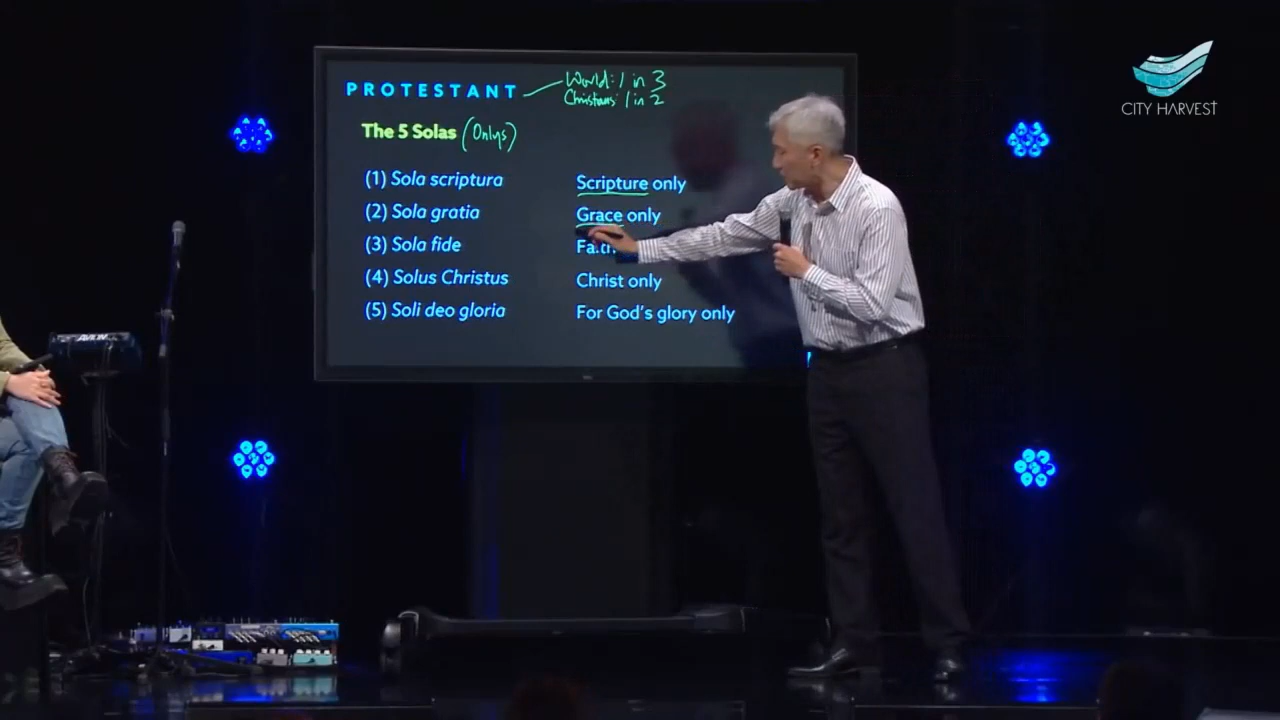 PROTESTANT
World: 1 in 3
Christians: 1 in 2
The 5 Solas (Onlys)
(1) Sola scriptura Scripture only
(2) Sola gratia Grace only
(3) Sola fide
(4) Solus Christus Christ only
(5) Soli deo gloria For God's glory only
CITY HARVEST